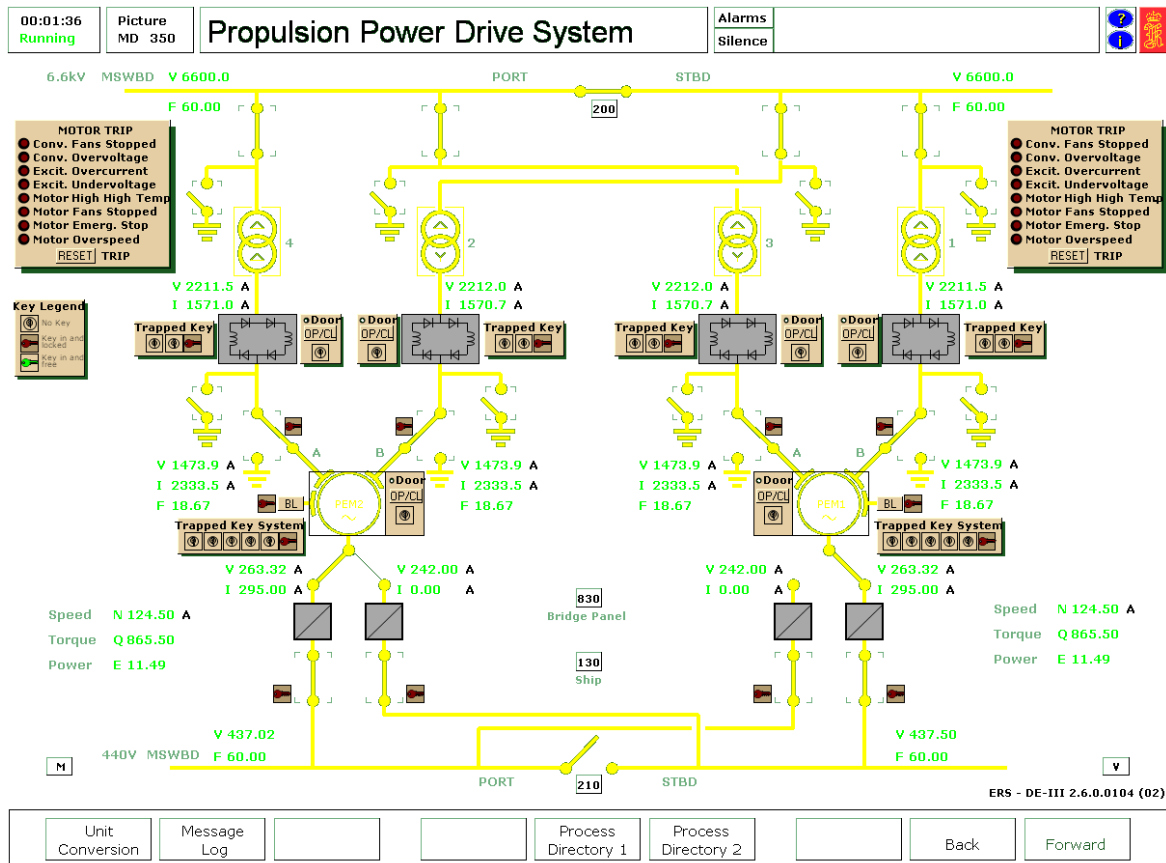 00:01:36
Running
Picture
MD 350
Propulsion Power Drive System
Alarms
Silence
?
i
6.6kV MSWBD V 6600.0 PORT STBD V 6600.0
F 60.00 200 F 60.00
MOTOR TRIP
Conv. Fans Stopped
Conv. Overvoltage
Excit. Overcurrent
Excit. Undervoltage
Motor High High Temp
Motor Fans Stopped
Motor Emerg. Stop
Motor Overspeed
RESET TRIP
MOTOR TRIP
Conv. Fans Stopped
Conv. Overvoltage
Excit. Overcurrent
Excit. Undervoltage
Motor High High Temp
Motor Fans Stopped
Motor Emerg. Stop
Motor Overspeed
RESET TRIP
4 2 3 1
V 2211.5 A V 2212.0 A V 2212.0 A V 2211.5 A
I 1571.0 A I 1570.7 A I 1570.7 A I 1571.0 A
Key Legend
No Key
Key in and
locked
Key in and
free
Trapped Key Door Door Trapped Key Trapped Key Door Door Trapped Key
OP/CL OP/CL OP/CL OP/CL
A B A B
V 1473.9 A V 1473.9 A V 1473.9 A V 1473.9 A
I 2333.5 A I 2333.5 A I 2333.5 A I 2333.5 A
F 18.67 F 18.67 F 18.67 F 18.67
BL PEM2 Door OP/CL Door OP/CL PEM1 BL
Trapped Key System Trapped Key System
V 263.32 A V 242.00 A V 242.00 A V 263.32 A
I 295.00 A I 0.00 A I 0.00 A I 295.00 A
830
Bridge Panel
Speed N 124.50 A Speed N 124.50 A
Torque Q 865.50 Torque Q 865.50
Power E 11.49 Power E 11.49
130
Ship
V 437.02 V 437.50
440V MSWBD F 60.00 F 60.00
M V
PORT 210 STBD
ERS - DE-III 2.6.0.0104 (02)
Unit
Conversion
Message
Log
Process
Directory 1
Process
Directory 2
Back
Forward